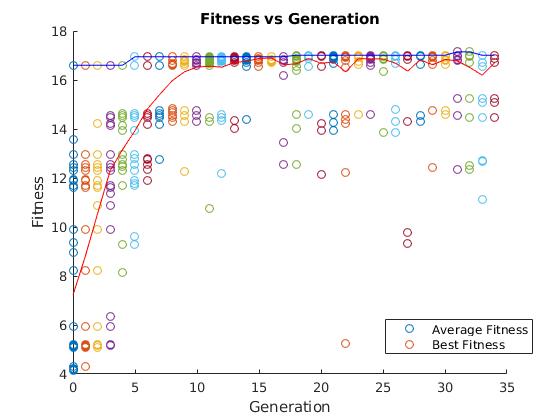 Fitness vs Generation
18
16
14
12
10
8
6
4
Fitness
0 5 10 15 20 25 30 35
Generation
Average Fitness
Best Fitness